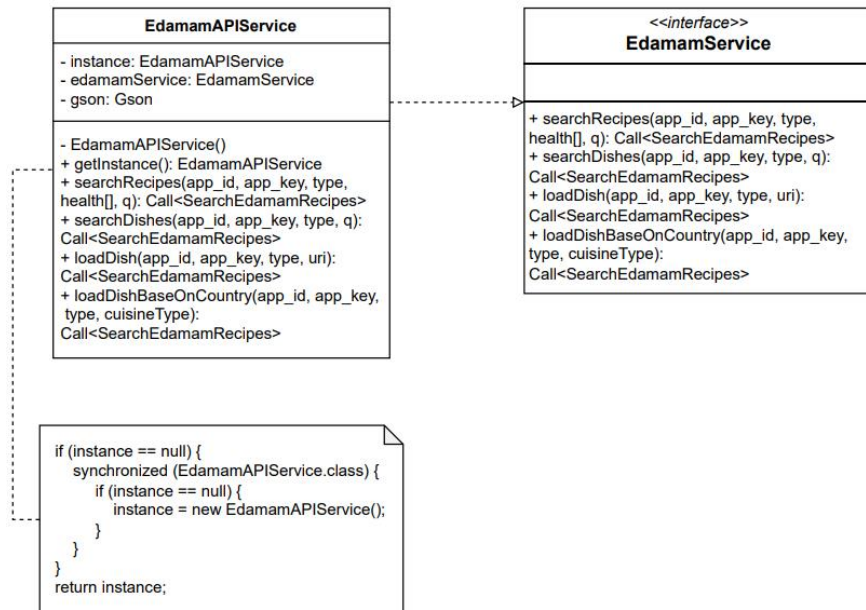 EdamamAPIService
- instance: EdamamAPIService
- edamamService: EdamamService
- gson: Gson
- EdamamAPIService()
+ getInstance(): EdamamAPIService
+ searchRecipes(app_id, app_key, type,
health[], q): Call<SearchEdamamRecipes>
+ searchDishes(app_id, app_key, type, q):
Call<SearchEdamamRecipes>
+ loadDish(app_id, app_key, type, uri):
Call<SearchEdamamRecipes>
+ loadDishBaseOnCountry(app_id, app_key,
type, cuisineType):
Call<SearchEdamamRecipes>
<<interface>>
EdamamService
+ searchRecipes(app_id, app_key, type,
health[], q): Call<SearchEdamamRecipes>
+ searchDishes(app_id, app_key, type, q):
Call<SearchEdamamRecipes>
+ loadDish(app_id, app_key, type, uri):
Call<SearchEdamamRecipes>
+ loadDishBaseOnCountry(app_id, app_key,
type, cuisineType):
Call<SearchEdamamRecipes>
if (instance == null) {
synchronized (EdamamAPIService.class) {
if (instance == null) {
instance = new EdamamAPIService();
}
}
}
return instance;